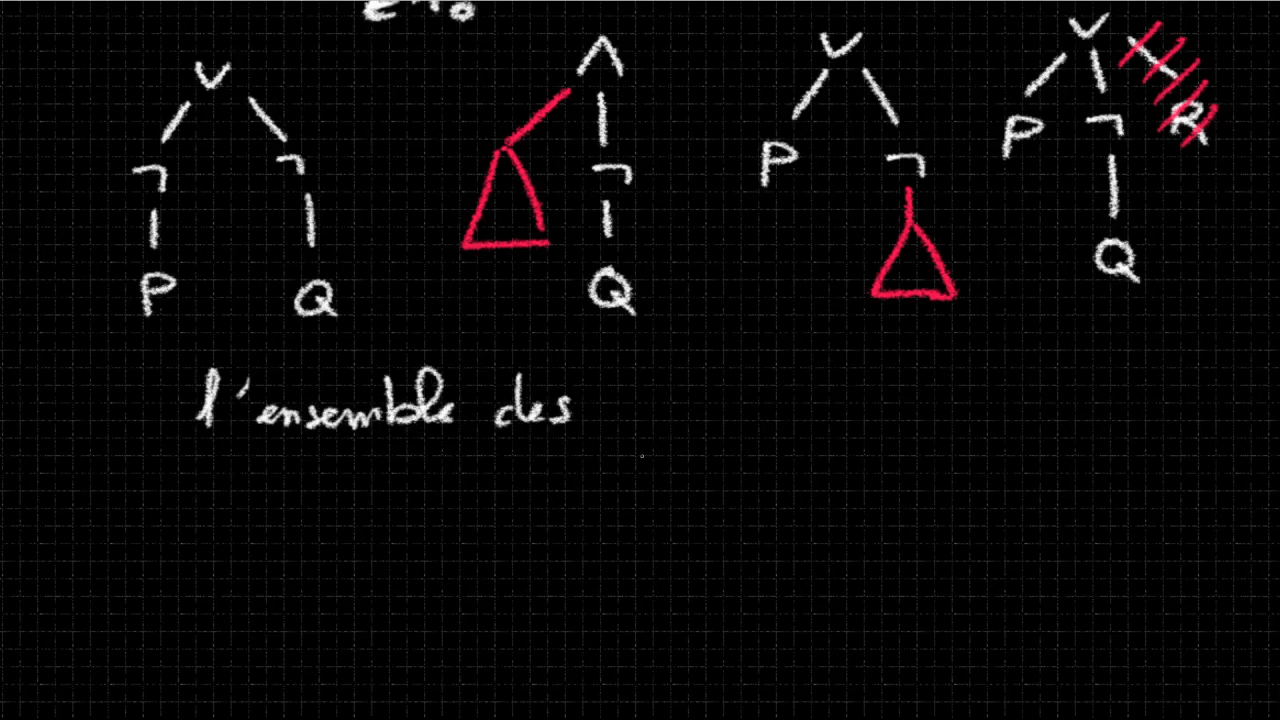 ∨ ∧ ∨ ∨
¬ ¬ ¬ P ¬ R
P Q Q P Q
l'ensemble des